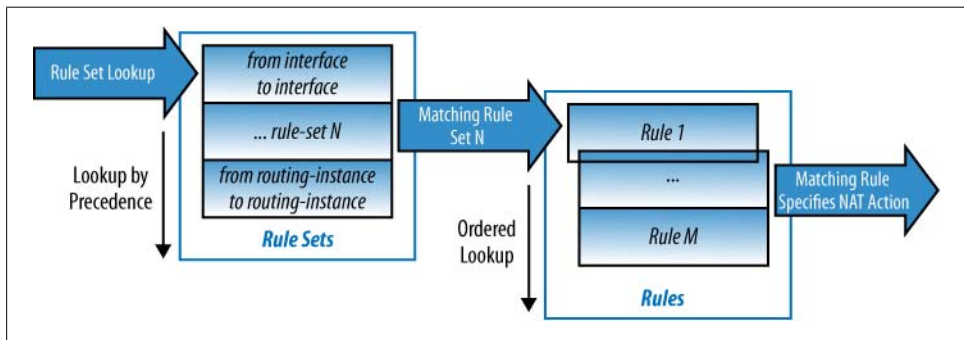 Rule Set Lookup
Lookup by
Precedence
from interface
to interface
... rule-set N
from routing-instance
to routing-instance
Rule Sets
Matching Rule
Set N
Ordered
Lookup
Rule 1
...
Rule M
Rules
Matching Rule
Specifies NAT Action